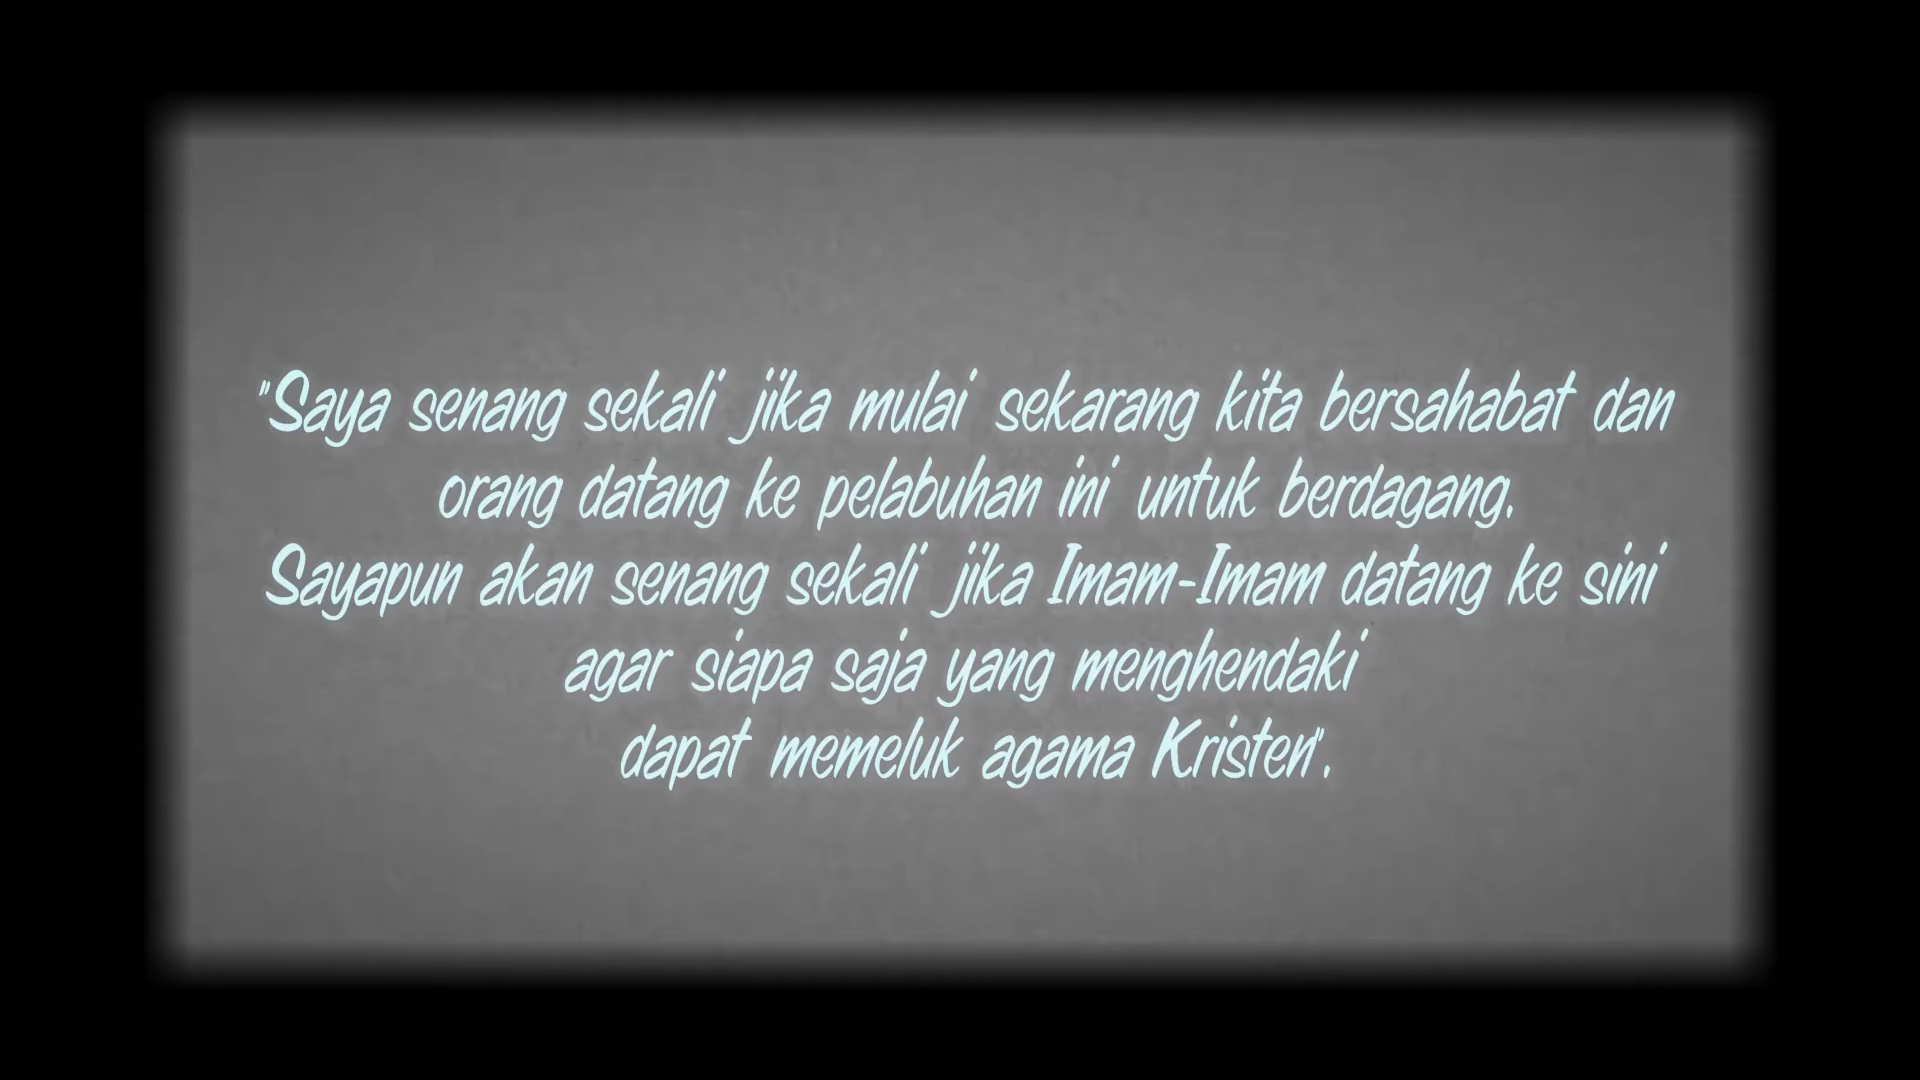 "Saya senang sekali jika mulai sekarang kita bersahabat dan
orang datang ke pelabuhan ini untuk berdagang.
Sayapun akan senang sekali jika Imam-Imam datang ke sini
agar siapa saja yang menghendaki
dapat memeluk agama Kristen".